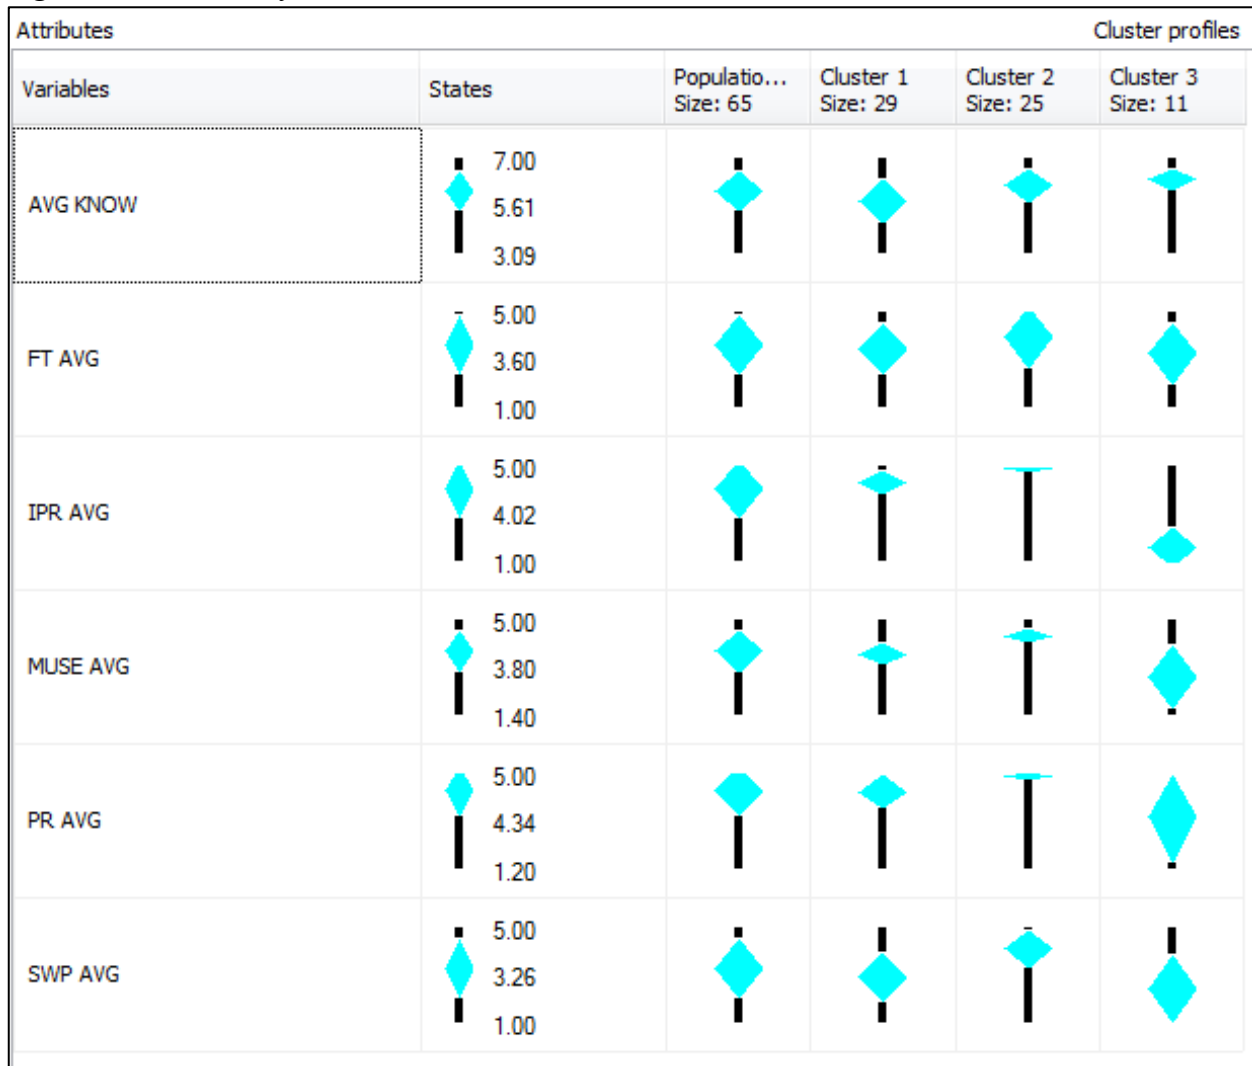 Attributes Cluster profiles
Variables States Populatio... Cluster 1 Cluster 2 Cluster 3
Size: 65 Size: 29 Size: 25 Size: 11
7.00
AVG KNOW 5.61
3.09
5.00
FT AVG 3.60
1.00
5.00
IPR AVG 4.02
1.00
5.00
MUSE AVG 3.80
1.40
5.00
PR AVG 4.34
1.20
5.00
SWP AVG 3.26
1.00